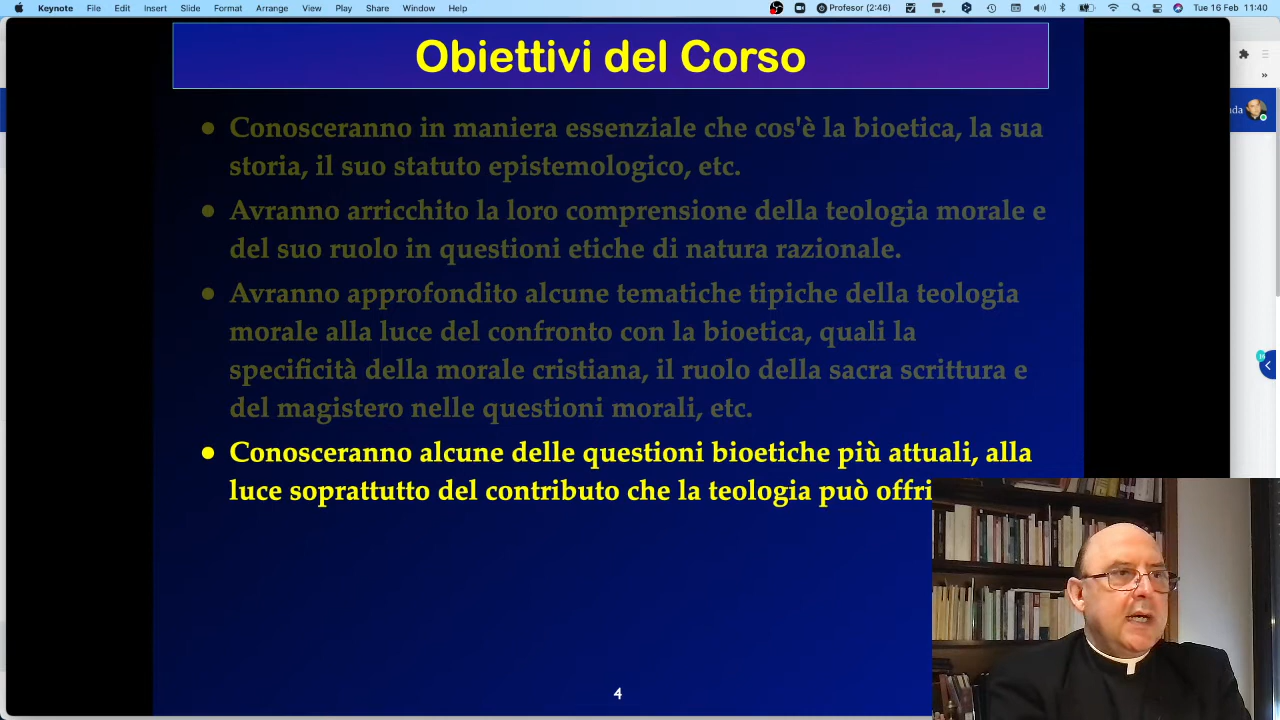 Keynote File Edit Insert Slide Format Arrange View Play Share Window Help Profesor (2:46) Tue 16 Feb 11:40
Obiettivi del Corso
● Conosceranno in maniera essenziale che cos'è la bioetica, la sua
storia, il suo statuto epistemologico, etc.
● Avranno arricchito la loro comprensione della teologia morale e
del suo ruolo in questioni etiche di natura razionale.
● Avranno approfondito alcune tematiche tipiche della teologia
morale alla luce del confronto con la bioetica, quali la
specificità della morale cristiana, il ruolo della sacra scrittura e
del magistero nelle questioni morali, etc.
● Conosceranno alcune delle questioni bioetiche più attuali, alla
luce soprattutto del contributo che la teologia può offri
4